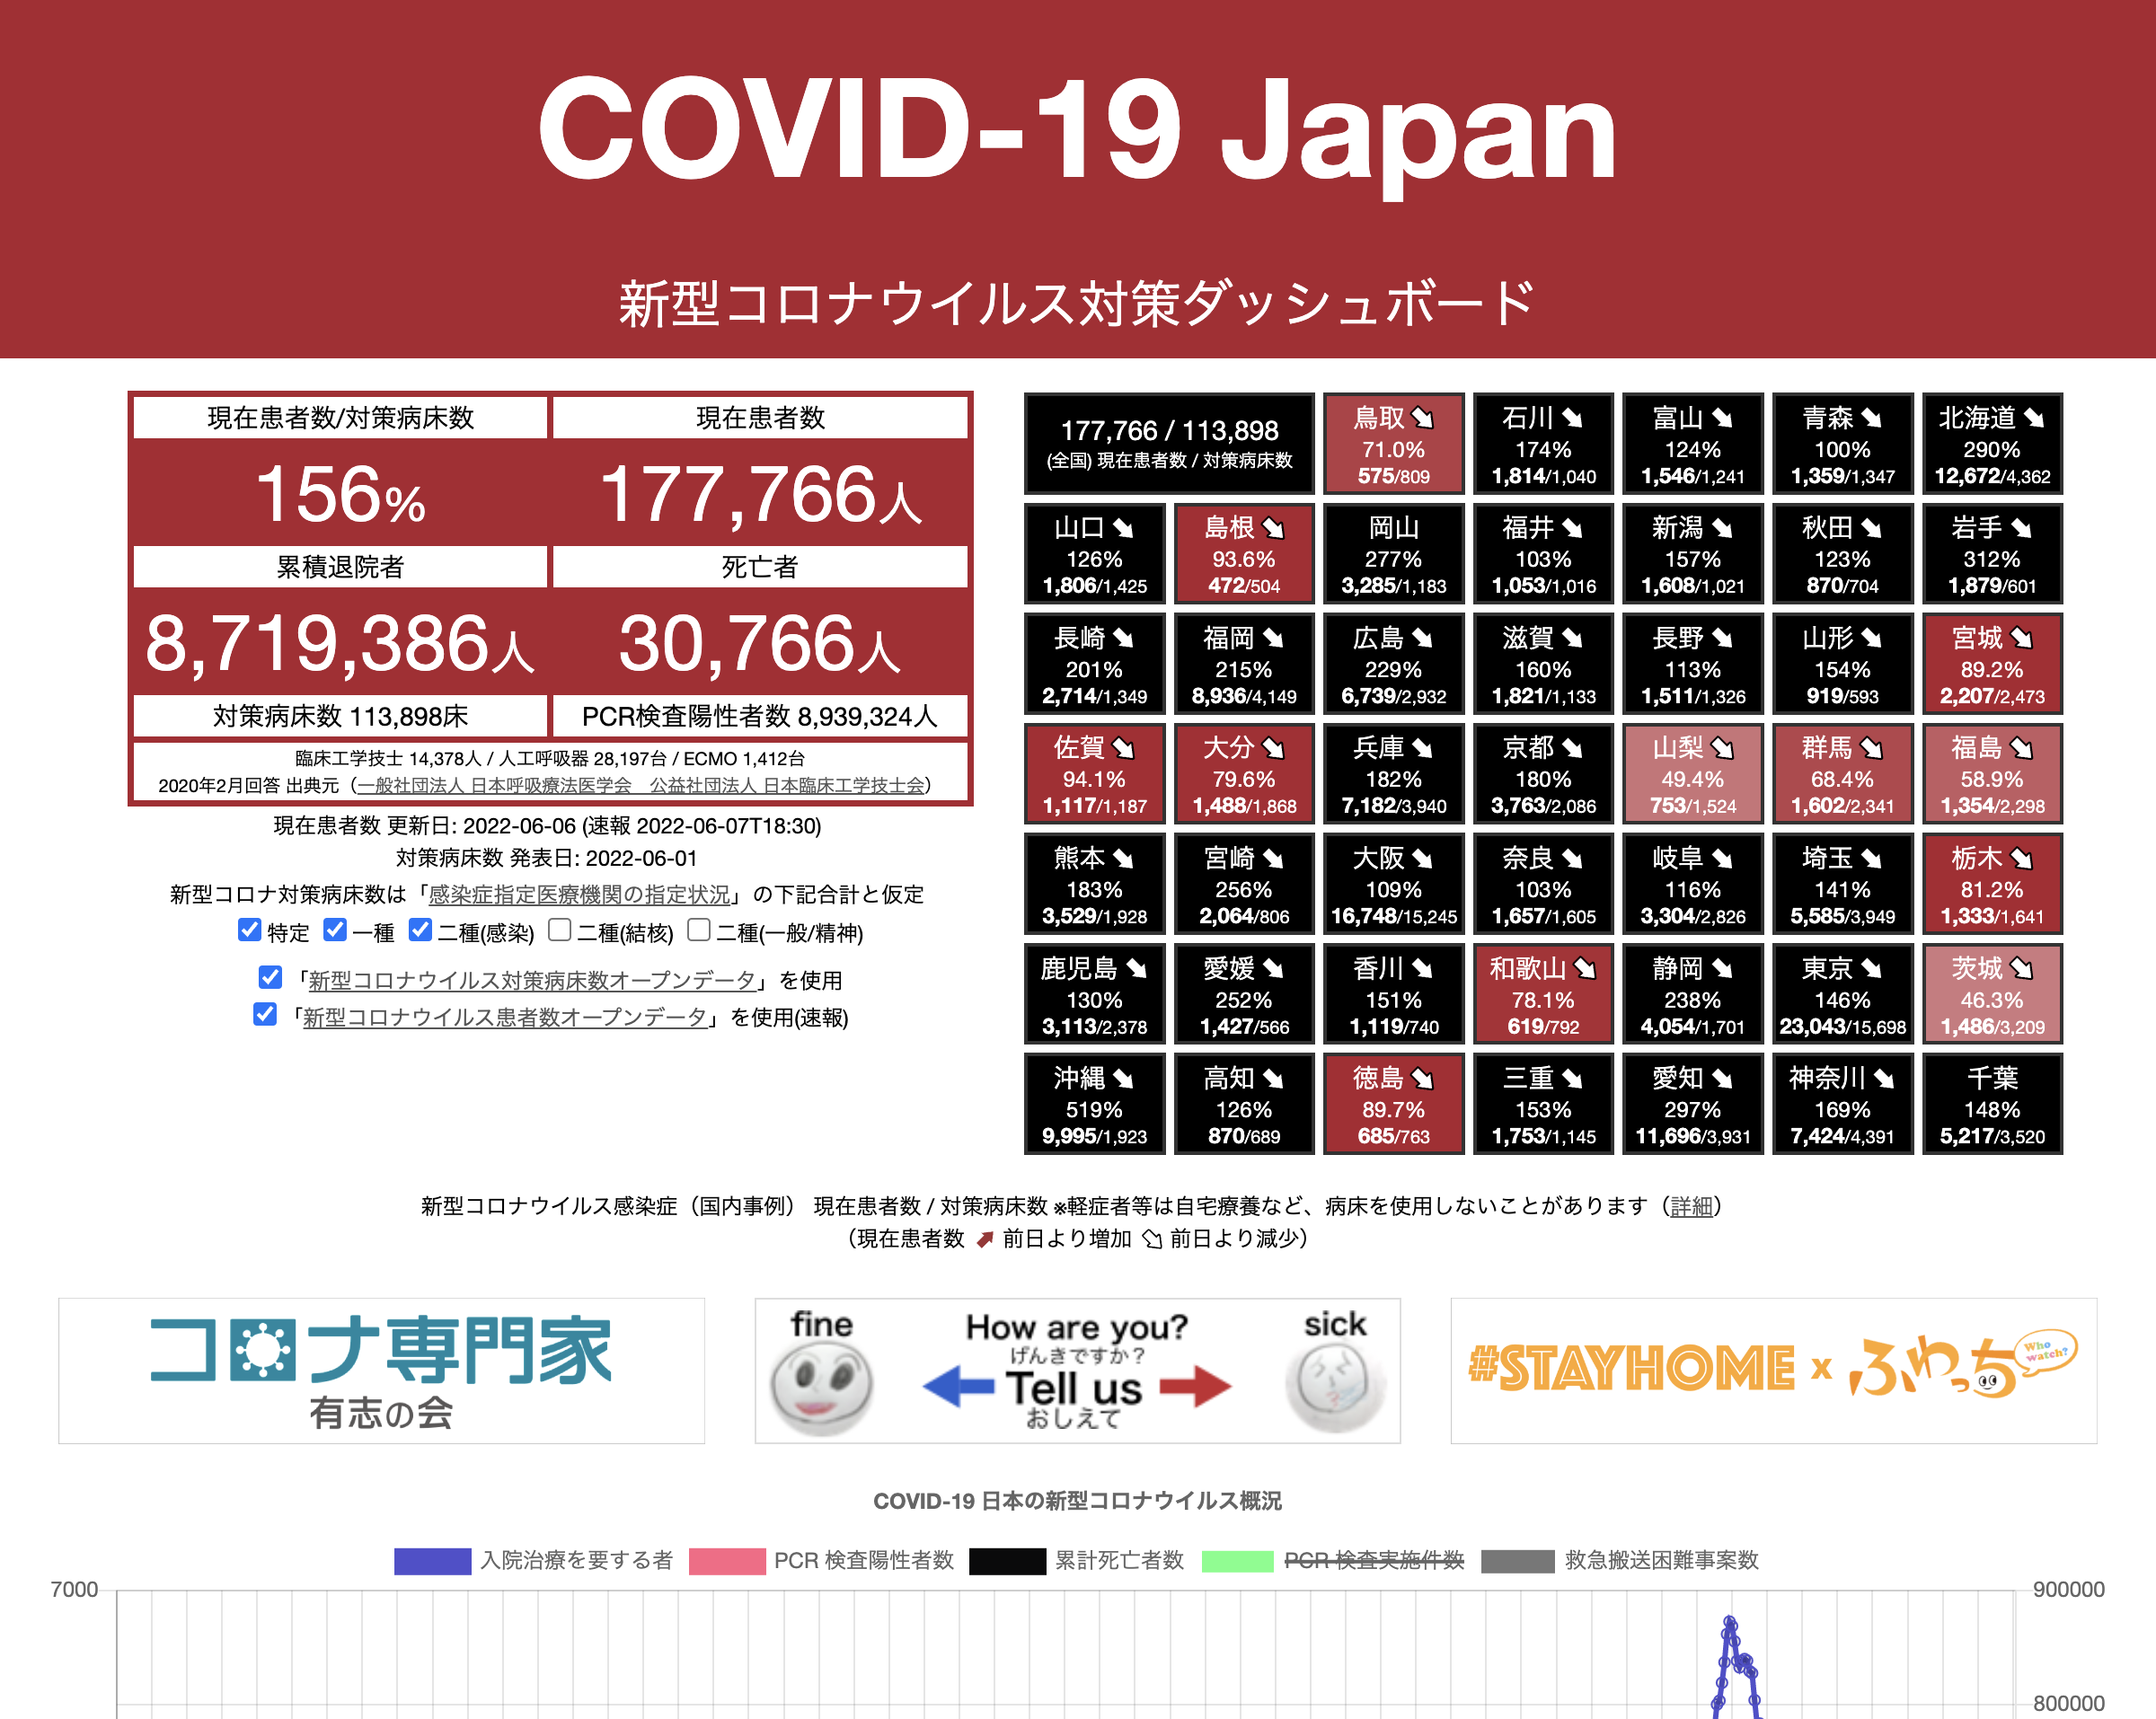 COVID-19 Japan
新型コロナウイルス対策ダッシュボード
現在患者数/対策病床数
現在患者数
156%
177,766人
累積退院者
死亡者
8,719,386人
30,766人
対策病床数 113,898床
PCR検査陽性者数 8,939,324人
臨床工学技士 14,378人 / 人工呼吸器 28,197台 / ECMO 1,412台
2020年2月回答 出典元（一般社団法人 日本呼吸療法医学会　公益社団法人 日本臨床工学技士会）
現在患者数 更新日: 2022-06-06 (速報 2022-06-07T18:30)
対策病床数 発表日: 2022-06-01
新型コロナ対策病床数は「感染症指定医療機関の指定状況」の下記合計と仮定
特定 一種 二種(感染) 二種(結核) 二種(一般/精神)
「新型コロナウイルス対策病床数オープンデータ」を使用
「新型コロナウイルス患者数オープンデータ」を使用(速報)
177,766 / 113,898
(全国) 現在患者数 / 対策病床数
鳥取
71.0%
575/809
石川
174%
1,814/1,040
富山
124%
1,546/1,241
青森
100%
1,359/1,347
北海道
290%
12,672/4,362
山口
126%
1,806/1,425
島根
93.6%
472/504
岡山
277%
3,285/1,183
福井
103%
1,053/1,016
新潟
157%
1,608/1,021
秋田
123%
870/704
岩手
312%
1,879/601
長崎
201%
2,714/1,349
福岡
215%
8,936/4,149
広島
229%
6,739/2,932
滋賀
160%
1,821/1,133
長野
113%
1,511/1,326
山形
154%
919/593
宮城
89.2%
2,207/2,473
佐賀
94.1%
1,117/1,187
大分
79.6%
1,488/1,868
兵庫
182%
7,182/3,940
京都
180%
3,763/2,086
山梨
49.4%
753/1,524
群馬
68.4%
1,602/2,341
福島
58.9%
1,354/2,298
熊本
183%
3,529/1,928
宮崎
256%
2,064/806
大阪
109%
16,748/15,245
奈良
103%
1,657/1,605
岐阜
116%
3,304/2,826
埼玉
141%
5,585/3,949
栃木
81.2%
1,333/1,641
鹿児島
130%
3,113/2,378
愛媛
252%
1,427/566
香川
151%
1,119/740
和歌山
78.1%
619/792
静岡
238%
4,054/1,701
東京
146%
23,043/15,698
茨城
46.3%
1,486/3,209
沖縄
519%
9,995/1,923
高知
126%
870/689
徳島
89.7%
685/763
三重
153%
1,753/1,145
愛知
297%
11,696/3,931
神奈川
169%
7,424/4,391
千葉
148%
5,217/3,520
新型コロナウイルス感染症（国内事例） 現在患者数 / 対策病床数 ※軽症者等は自宅療養など、病床を使用しないことがあります（詳細）
（現在患者数 前日より増加 前日より減少）
コロナ専門家
有志の会
fine
How are you?
げんきですか？
Tell us
おしえて
sick
#STAYHOME x ふわっち
Who watch?
COVID-19 日本の新型コロナウイルス概況
入院治療を要する者 PCR 検査陽性者数 累計死亡者数 PCR 検査実施件数 救急搬送困難事案数
7000
900000
800000